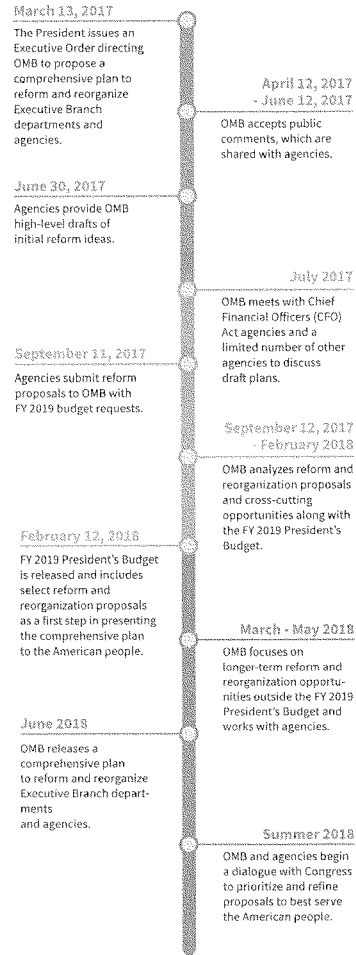 March 13, 2017
The President issues an
Executive Order directing
OMB to propose a
comprehensive plan to
reform and reorganize
Executive Branch
departments and
agencies.
April 12, 2017
- June 12, 2017
OMB accepts public
comments, which are
shared with agencies.
June 30, 2017
Agencies provide OMB
high-level drafts of
initial reform ideas.
July 2017
OMB meets with Chief
Financial Officers (CFO)
Act agencies and a
limited number of other
agencies to discuss
draft plans.
September 11, 2017
Agencies submit reform
proposals to OMB with
FY 2019 budget requests.
September 12, 2017
- February 2018
OMB analyzes reform and
reorganization proposals
and cross-cutting
opportunities along with
the FY 2019 President's
Budget.
February 12, 2018
FY 2019 President's Budget
is released and includes
select reform and
reorganization proposals
as a first step in presenting
the comprehensive plan
to the American people.
March - May 2018
OMB focuses on
longer-term reform and
reorganization opportu-
nities outside the FY 2019
President's Budget and
works with agencies.
June 2018
OMB releases a
comprehensive plan
to reform and reorganize
Executive Branch depart-
ments
and agencies.
Summer 2018
OMB and agencies begin
a dialogue with Congress
to prioritize and refine
proposals to best serve
the American people.